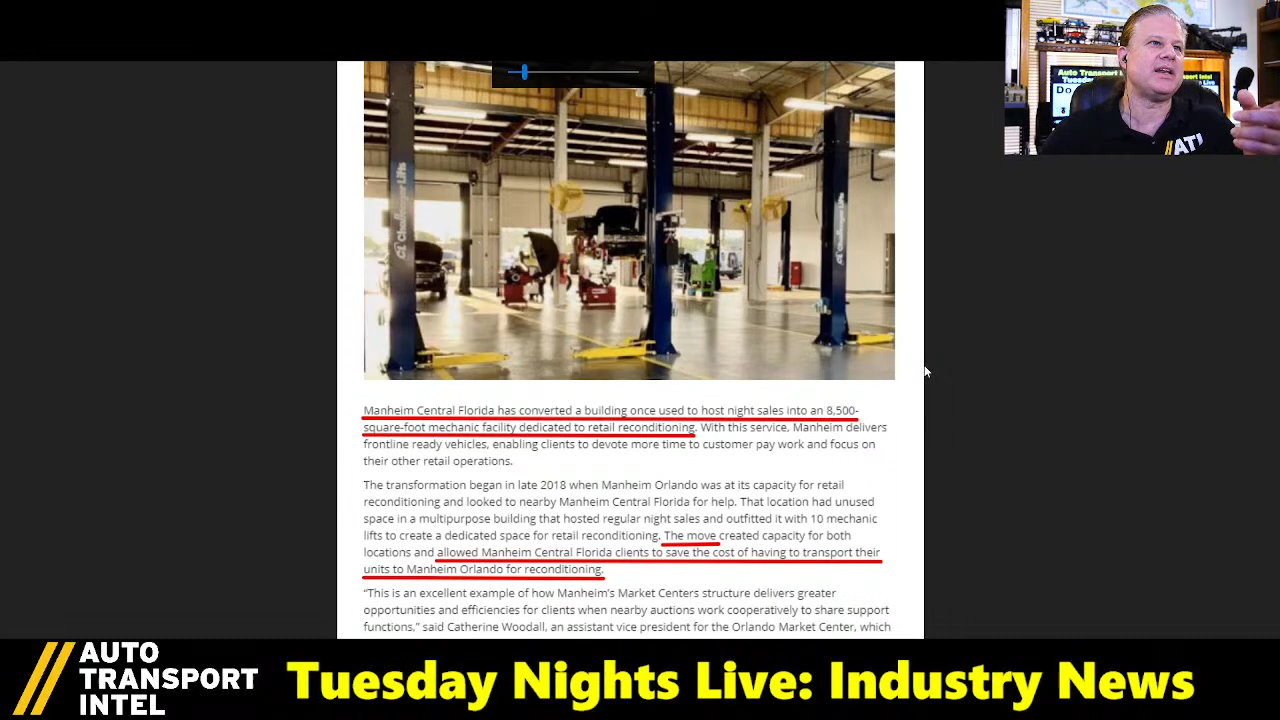 Auto Transport I
Tuesday
Do
ATI
Challenger Lifts
Challenger Lifts
Manheim Central Florida has converted a building once used to host night sales into an 8,500-
square-foot mechanic facility dedicated to retail reconditioning. With this service, Manheim delivers
frontline ready vehicles, enabling clients to devote more time to customer pay work and focus on
their other retail operations.
The transformation began in late 2018 when Manheim Orlando was at its capacity for retail
reconditioning and looked to nearby Manheim Central Florida for help. That location had unused
space in a multipurpose building that hosted regular night sales and outfitted it with 10 mechanic
lifts to create a dedicated space for retail reconditioning. The move created capacity for both
locations and allowed Manheim Central Florida clients to save the cost of having to transport their
units to Manheim Orlando for reconditioning.
“This is an excellent example of how Manheim’s Market Centers structure delivers greater
opportunities and efficiencies for clients when nearby auctions work cooperatively to share support
functions,” said Catherine Woodall, an assistant vice president for the Orlando Market Center, which
AUTO
TRANSPORT
INTEL
Tuesday Nights Live: Industry News